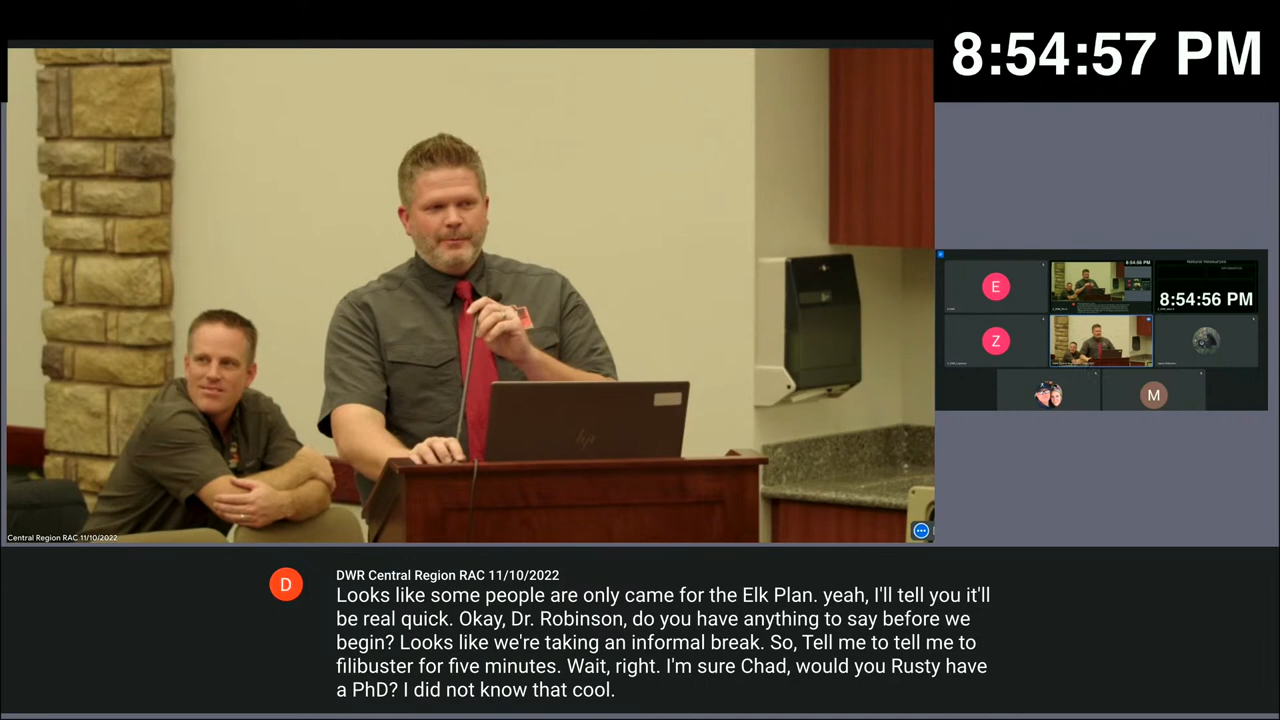 8:54:57 PM
8:54:56 PM
E
Z
M
Central Region RAC 11/10/2022
hp
D
DWR Central Region RAC 11/10/2022
Looks like some people are only came for the Elk Plan. yeah, I'll tell you it'll
be real quick. Okay, Dr. Robinson, do you have anything to say before we
begin? Looks like we're taking an informal break. So, Tell me to tell me to
filibuster for five minutes. Wait, right. I'm sure Chad, would you Rusty have
a PhD? I did not know that cool.